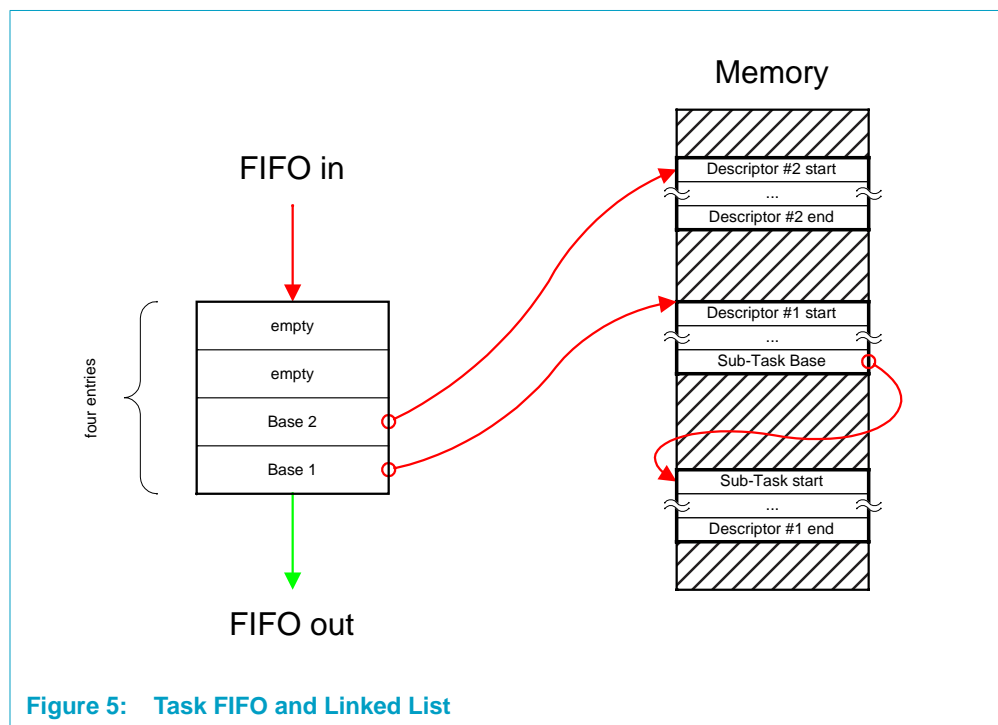 Memory
FIFO in
Descriptor #2 start
...
Descriptor #2 end
four entries
empty
empty
Base 2
Base 1
Descriptor #1 start
...
Sub-Task Base
Sub-Task start
...
Descriptor #1 end
FIFO out
Figure 5: Task FIFO and Linked List